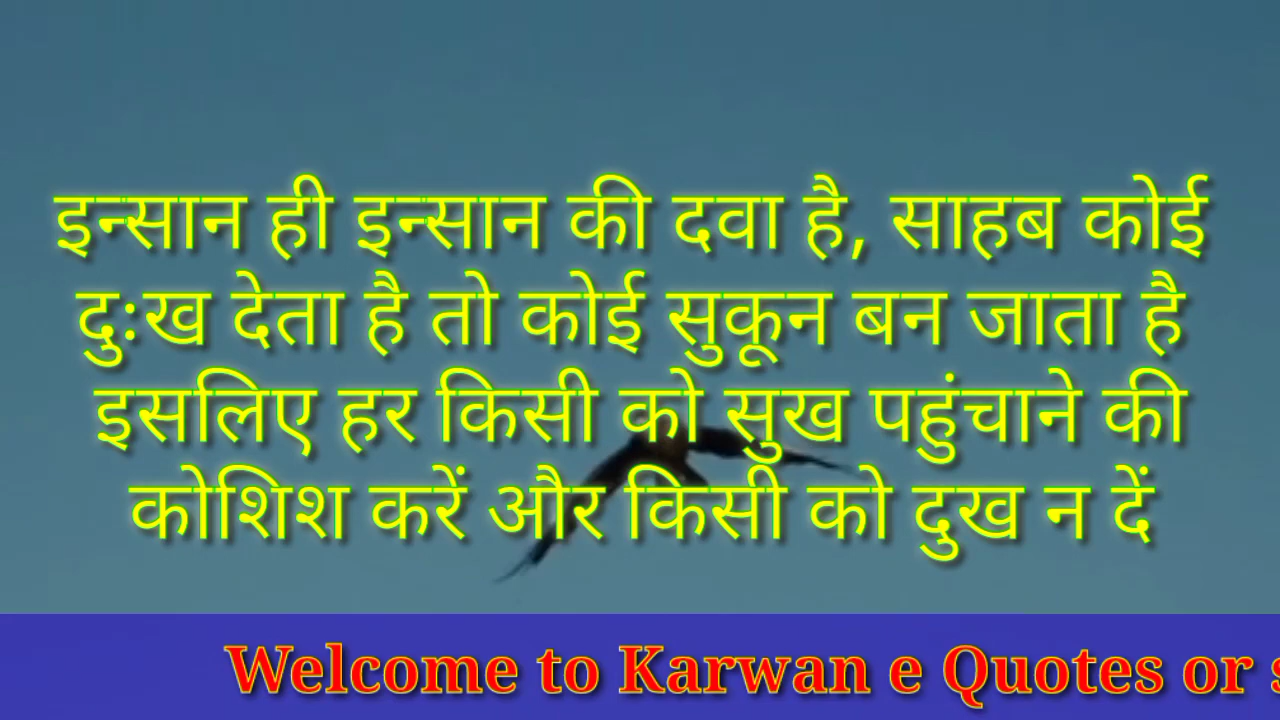 इन्सान ही इन्सान की दवा है, साहब कोई
दुःख देता है तो कोई सुकून बन जाता है
इसलिए हर किसी को सुख पहुंचाने की
कोशिश करें और किसी को दुख न दें
Welcome to Karwan e Quotes or